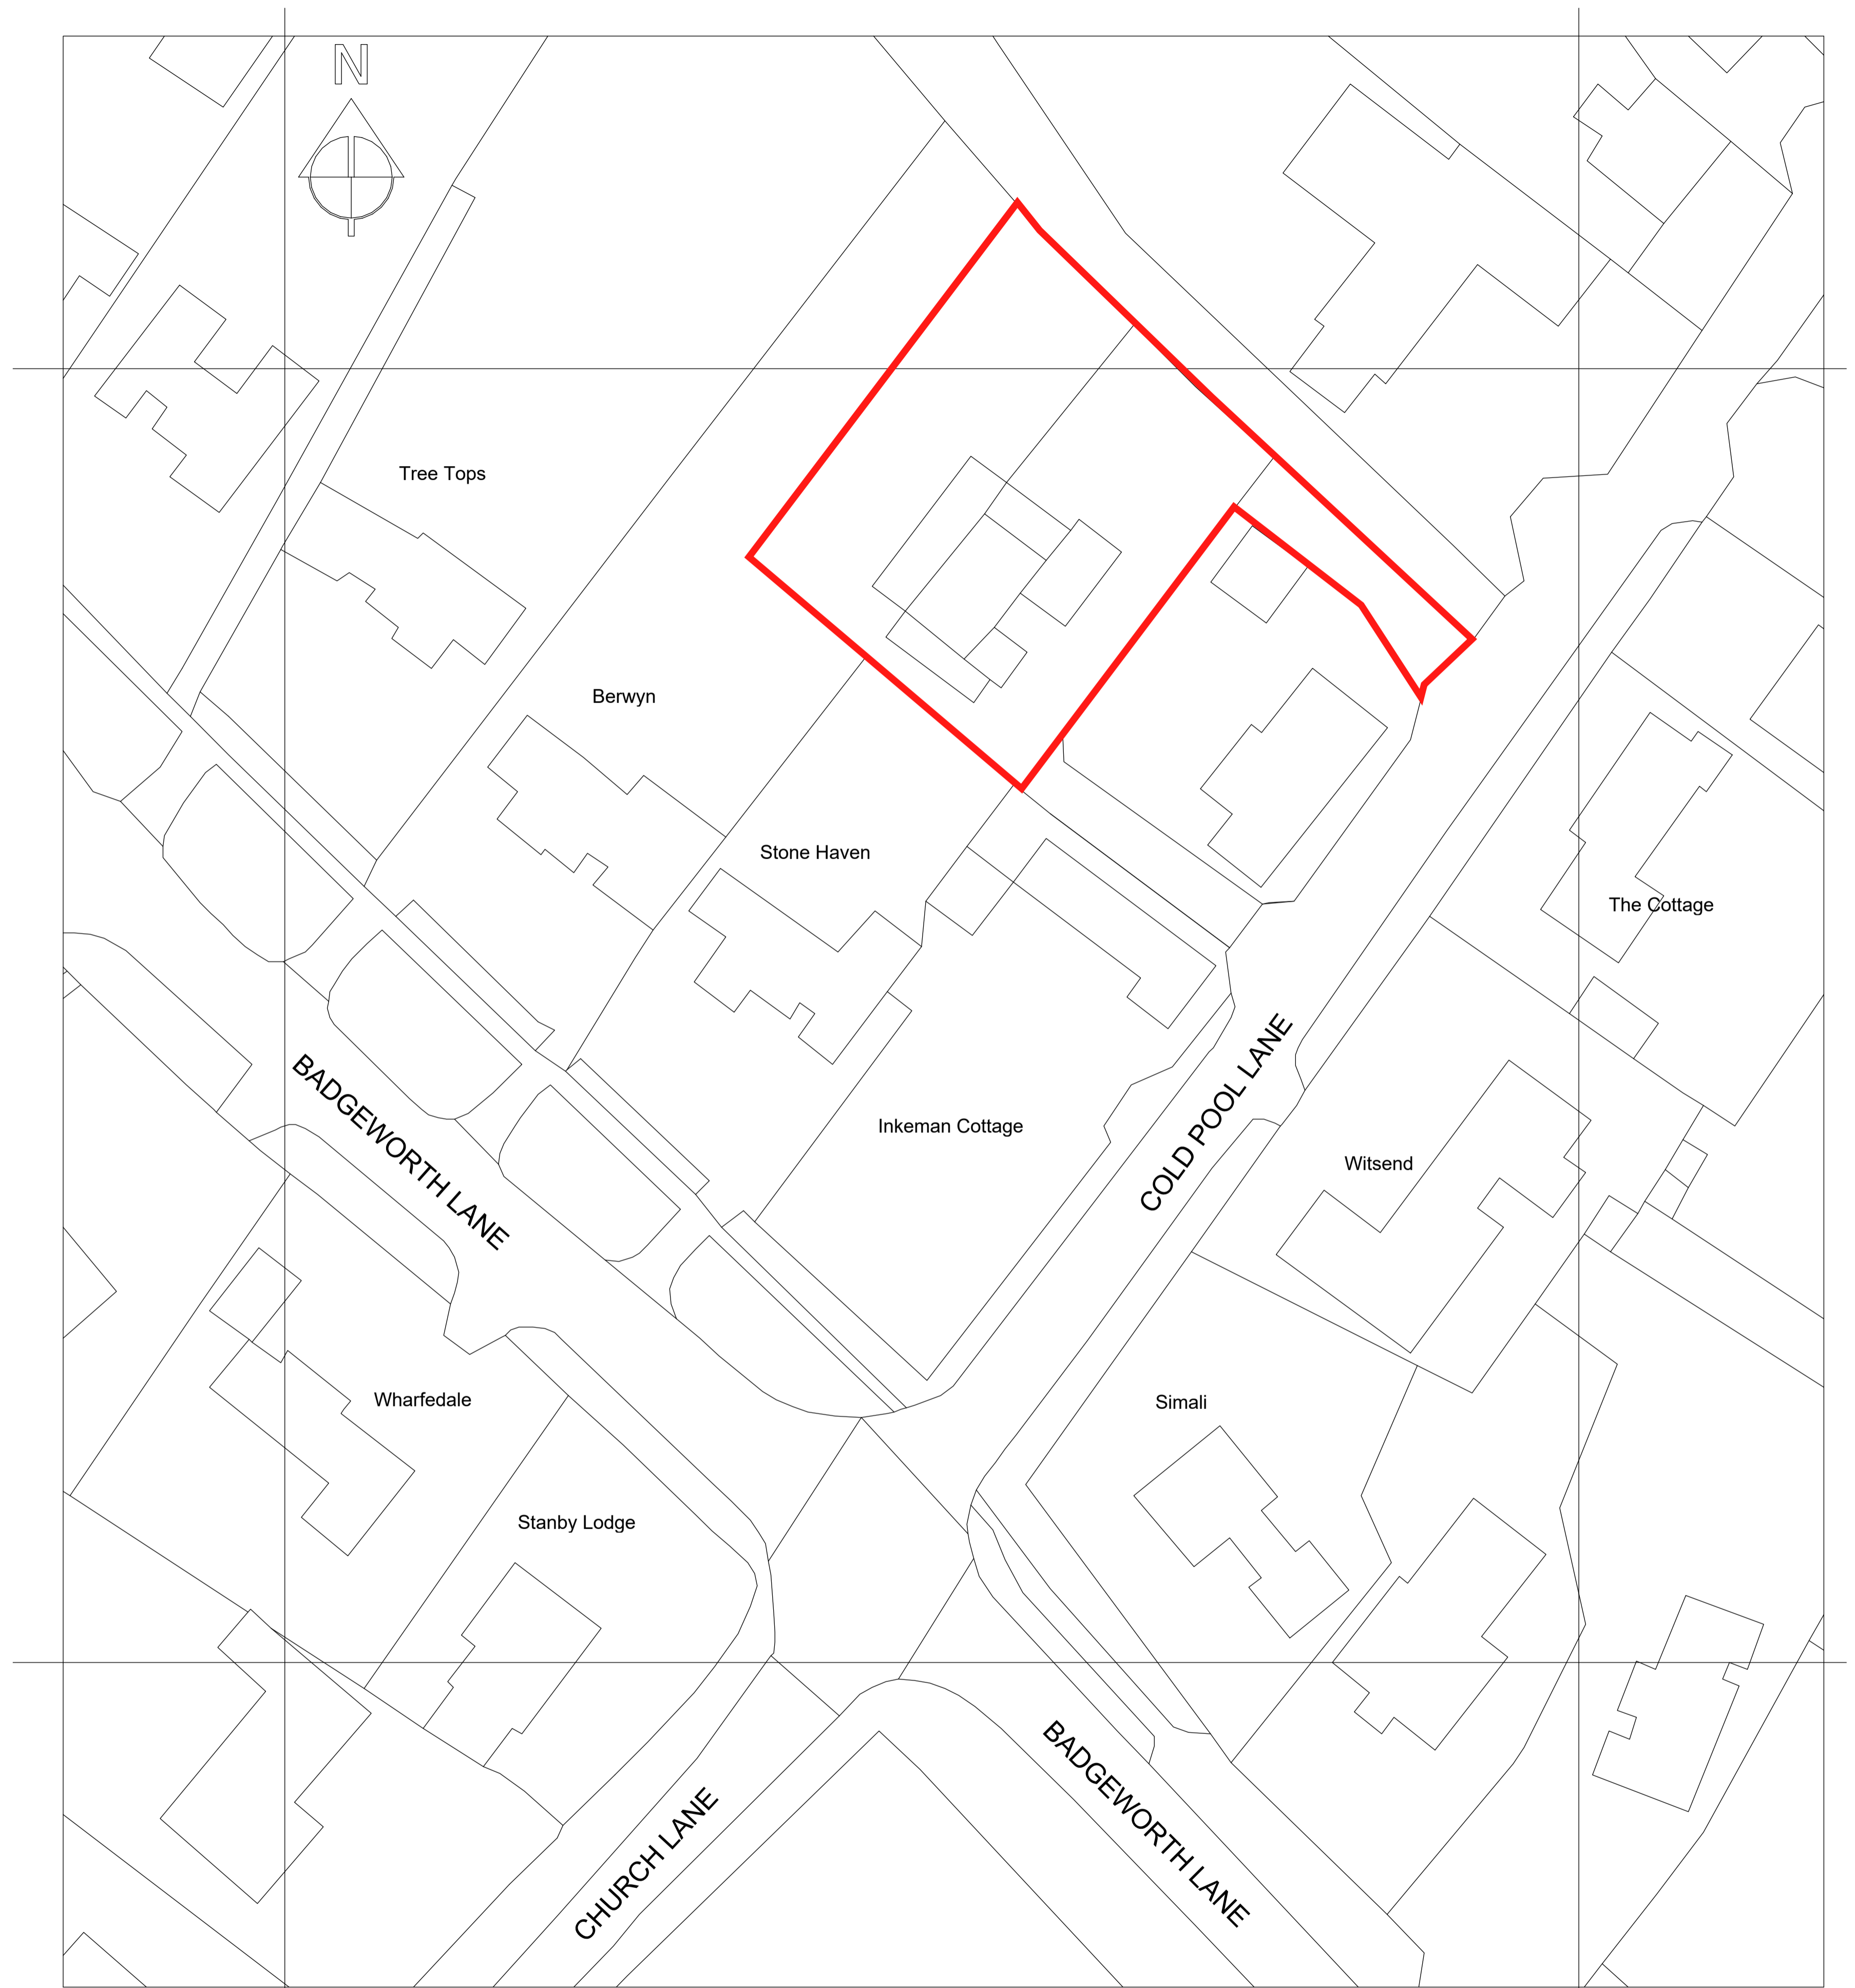 N
Tree Tops
Berwyn
Stone Haven
The Cottage
BADGEWORTH LANE
COLD POOL LANE
Inkeman Cottage
Witsend
Wharfedale
Simali
Stanby Lodge
CHURCH LANE
BADGEWORTH LANE